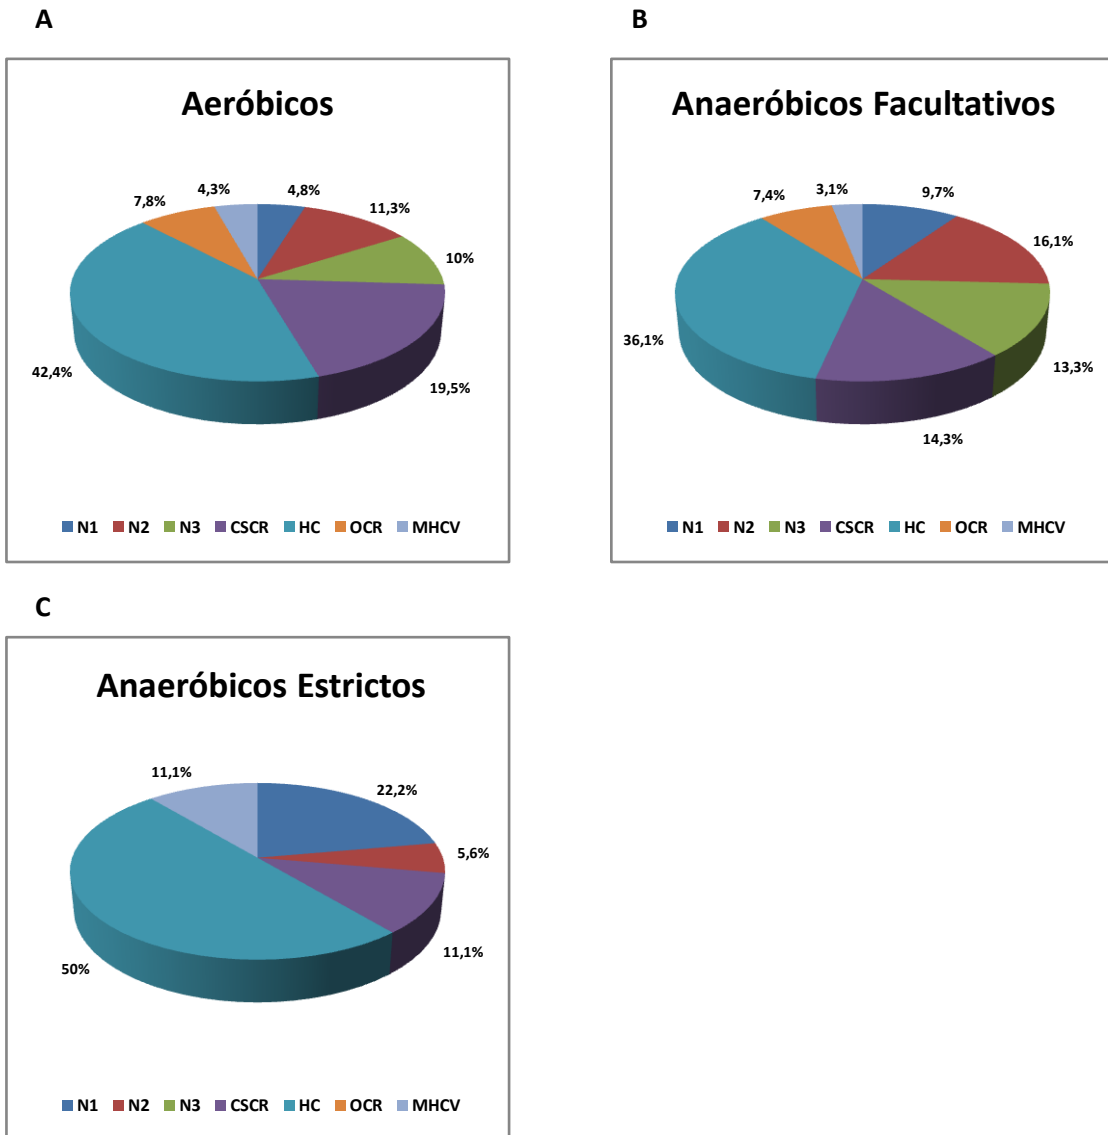 A
Aeróbicos
4,3%
4,8%
7,8%
11,3%
10%
42,4%
19,5%
N1 N2 N3 CSCR HC OCR MHCV
B
Anaeróbicos Facultativos
3,1%
9,7%
7,4%
16,1%
36,1%
13,3%
14,3%
N1 N2 N3 CSCR HC OCR MHCV
C
Anaeróbicos Estrictos
11,1%
22,2%
5,6%
11,1%
50%
N1 N2 N3 CSCR HC OCR MHCV